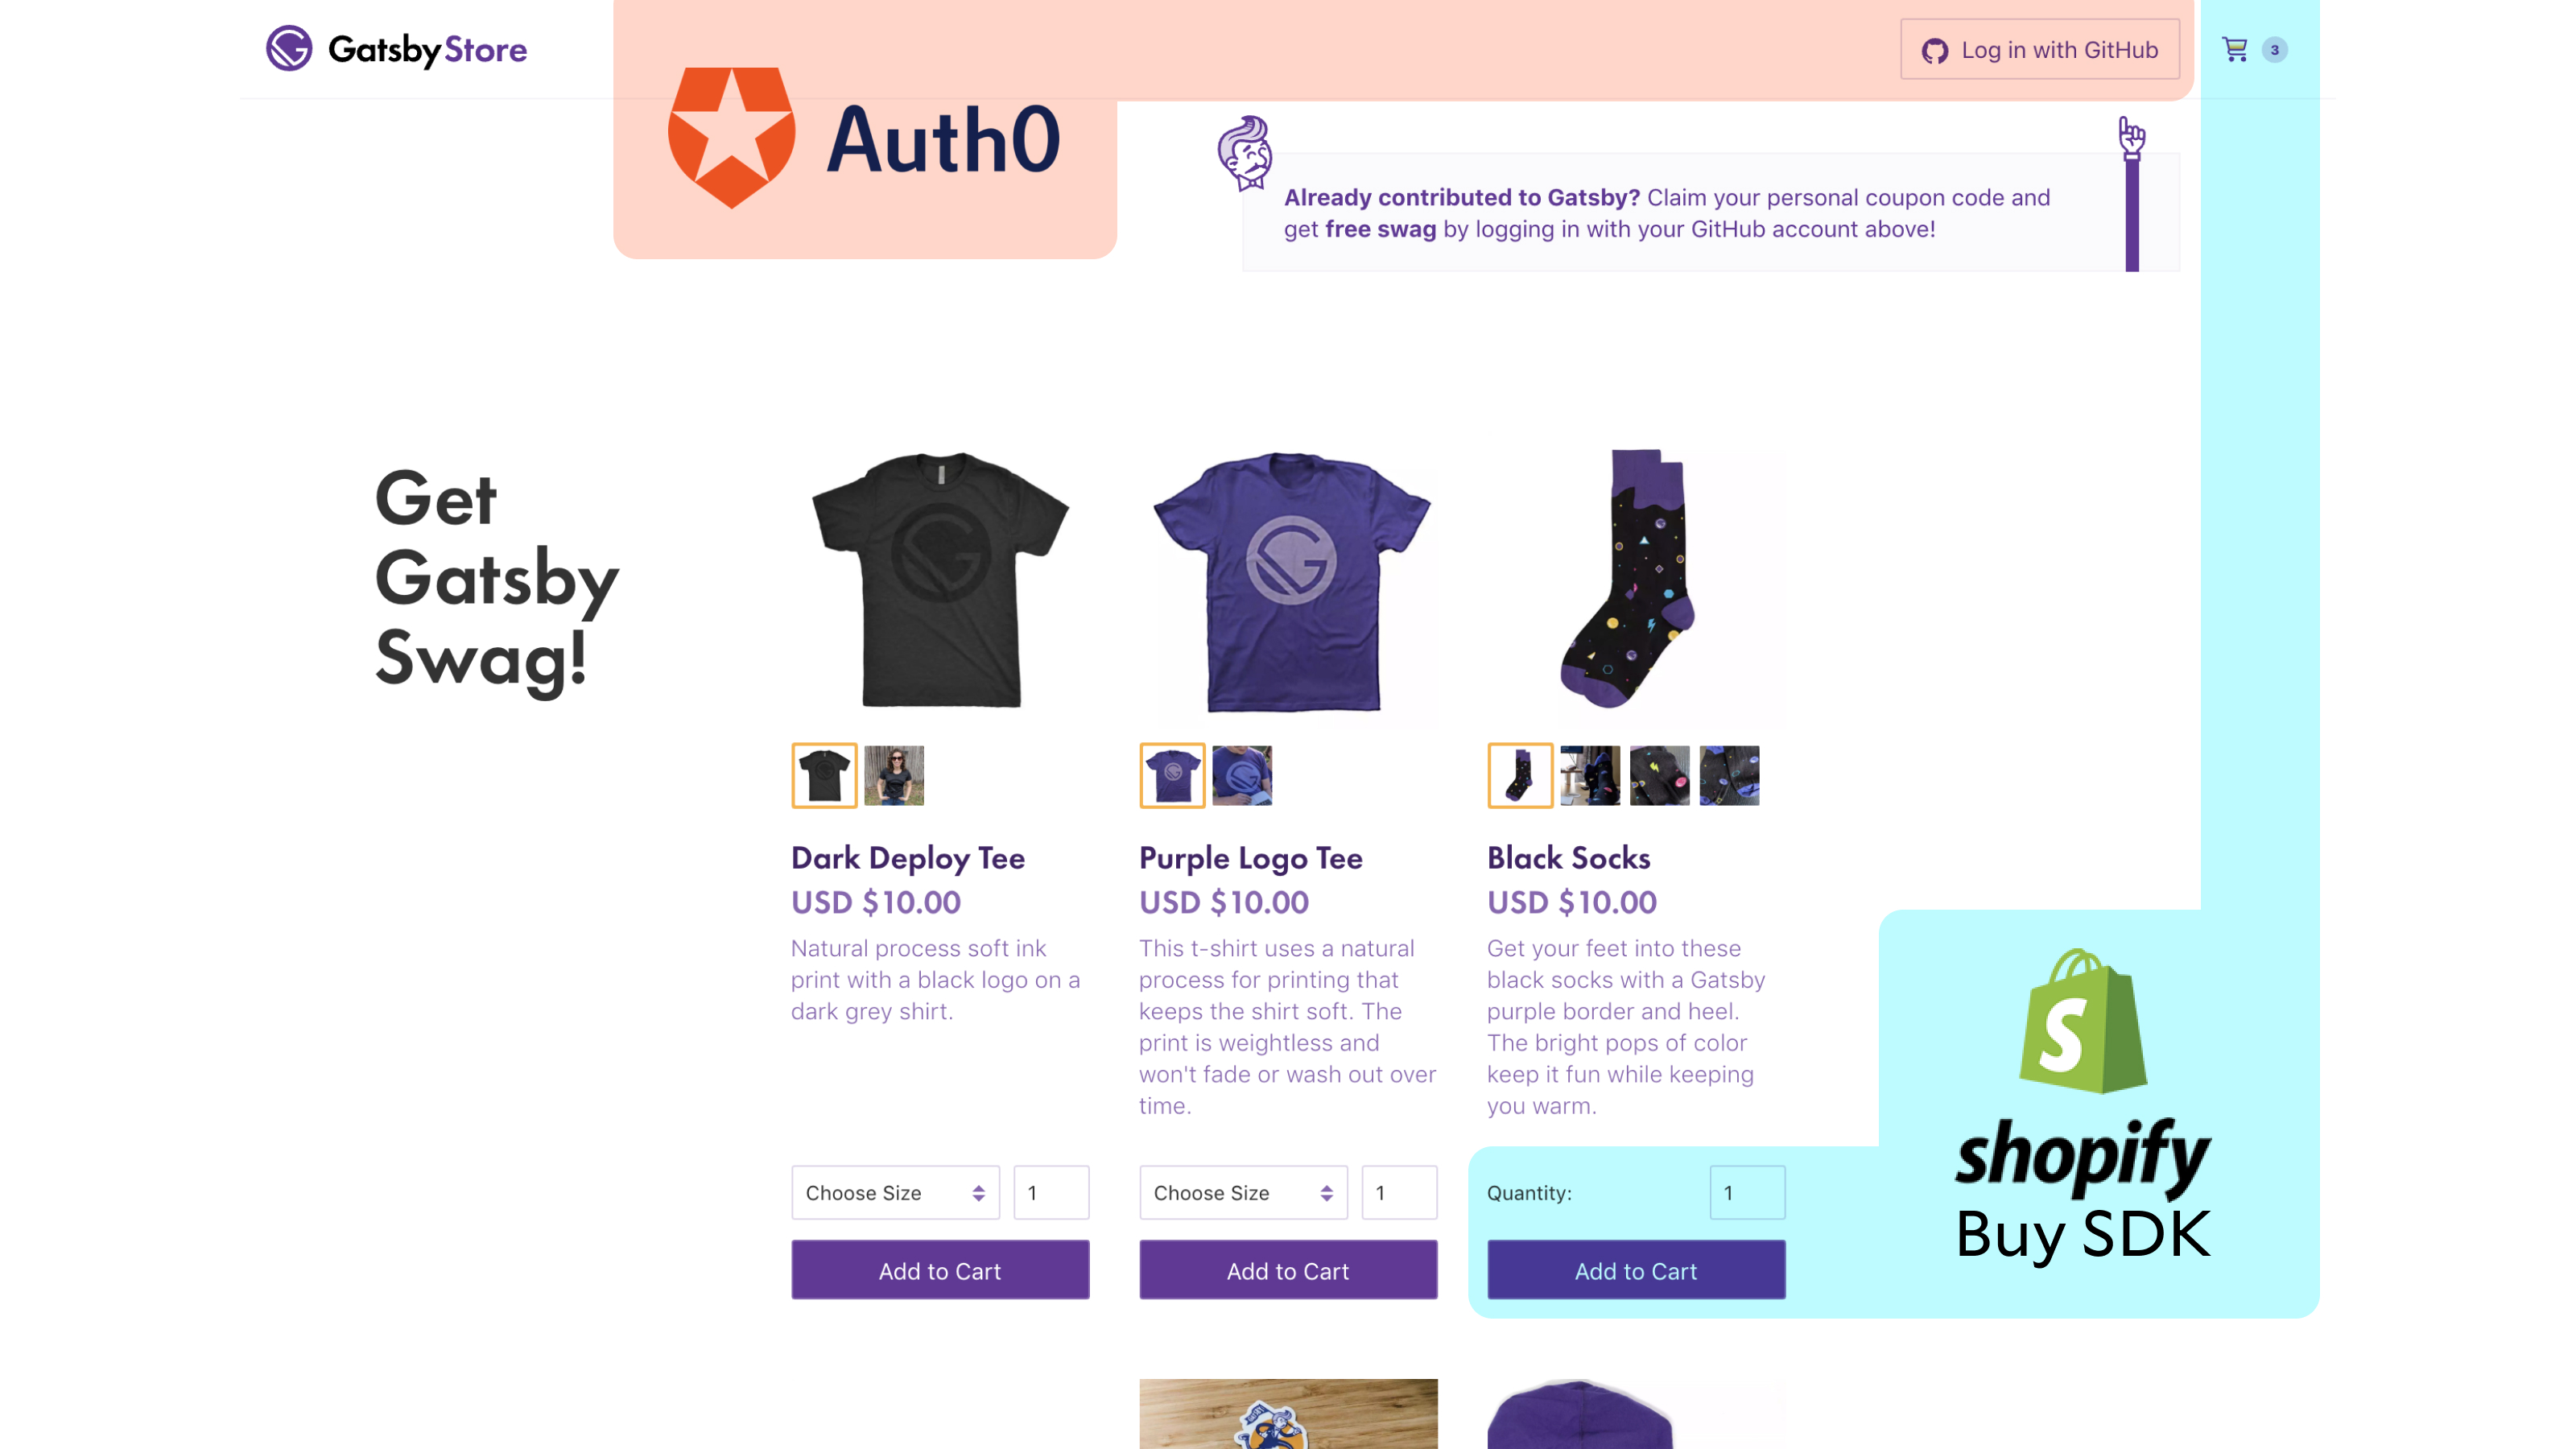 Gatsby Store
Log in with GitHub
3
Auth0
Already contributed to Gatsby? Claim your personal coupon code and
get free swag by logging in with your GitHub account above!
Get
Gatsby
Swag!
Dark Deploy Tee
USD $10.00
Natural process soft ink
print with a black logo on a
dark grey shirt.
Choose Size
1
Add to Cart
Purple Logo Tee
USD $10.00
This t-shirt uses a natural
process for printing that
keeps the shirt soft. The
print is weightless and
won't fade or wash out over
time.
Choose Size
1
Add to Cart
Black Socks
USD $10.00
Get your feet into these
black socks with a Gatsby
purple border and heel.
The bright pops of color
keep it fun while keeping
you warm.
Quantity:
1
Add to Cart
shopify
Buy SDK